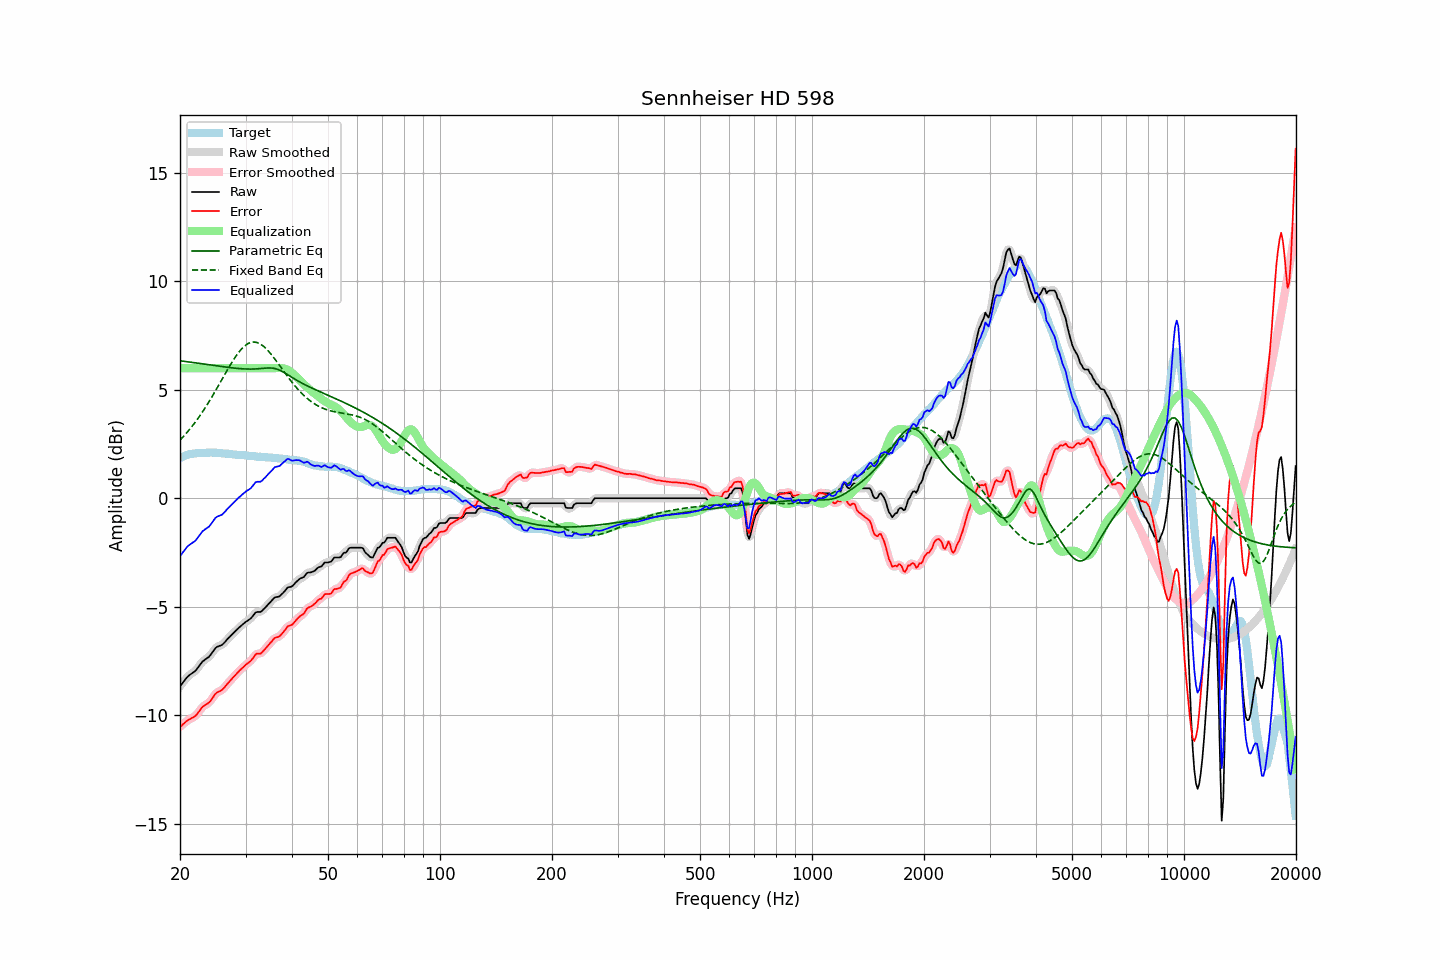 Sennheiser HD 598
Target
Raw Smoothed
Error Smoothed
Raw
Error
Equalization
Parametric Eq
Fixed Band Eq
Equalized
Amplitude (dBr)
15
10
5
0
−5
−10
−15
20 50 100 200 500 1000 2000 5000 10000 20000
Frequency (Hz)